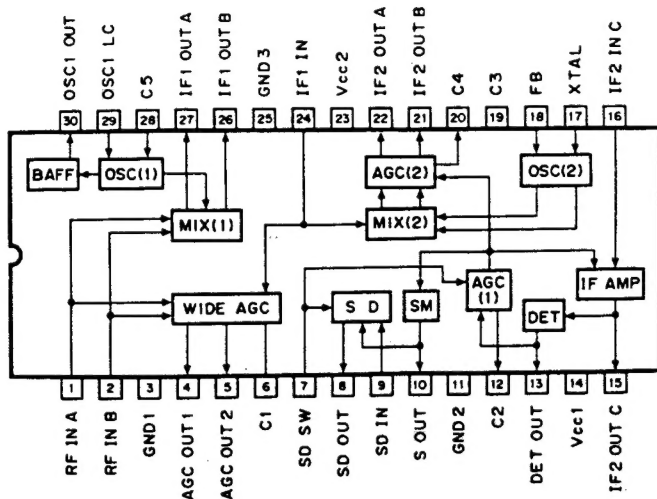 OSC1 OUT
OSC1 LC
C5
IF1 OUT A
IF1 OUT B
GND3
IF1 IN
Vcc2
IF2 OUT A
IF2 OUT B
C4
C3
FB
XTAL
IF2 IN C
30 29 28 27 26 25 24 23 22 21 20 19 18 17 16
BAFF
OSC(1)
AGC(2)
OSC(2)
MIX(1)
MIX(2)
WIDE AGC
S D
SM
AGC
(1)
IF AMP
DET
1 2 3 4 5 6 7 8 9 10 11 12 13 14 15
RF IN A
RF IN B
GND1
AGC OUT1
AGC OUT2
C1
SD SW
SD OUT
SD IN
S OUT
GND2
C2
DET OUT
Vcc1
IF2 OUT C